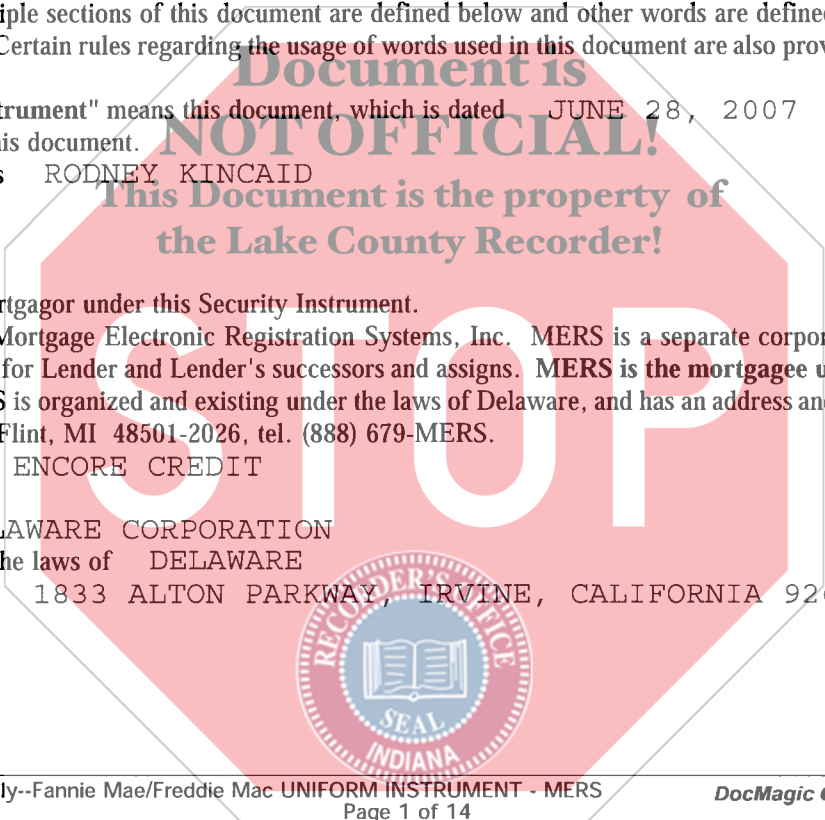 iple sections of this document are defined below and other words are define
Certain rules regarding the usage of words used in this document are also prov
Document is
trument" means this document, which is dated JUNE 28, 2007
NOT OFFICIAL!
is document.
s RODNEY KINCAID
This Document is the property of
the Lake County Recorder!
rtgagor under this Security Instrument.
Mortgage Electronic Registration Systems, Inc. MERS is a separate corpor
for Lender and Lender's successors and assigns. MERS is the mortgagee u
S is organized and existing under the laws of Delaware, and has an address an
Flint, MI 48501-2026, tel. (888) 679-MERS.
STOP
ENCORE CREDIT
LAWARE CORPORATION
he laws of DELAWARE
1833 ALTON PARKWAY, IRVINE, CALIFORNIA 926
RECORDER'S OFFICE
SEAL
INDIANA
ly--Fannie Mae/Freddie Mac UNIFORM INSTRUMENT - MERS
DocMagic
Page 1 of 14